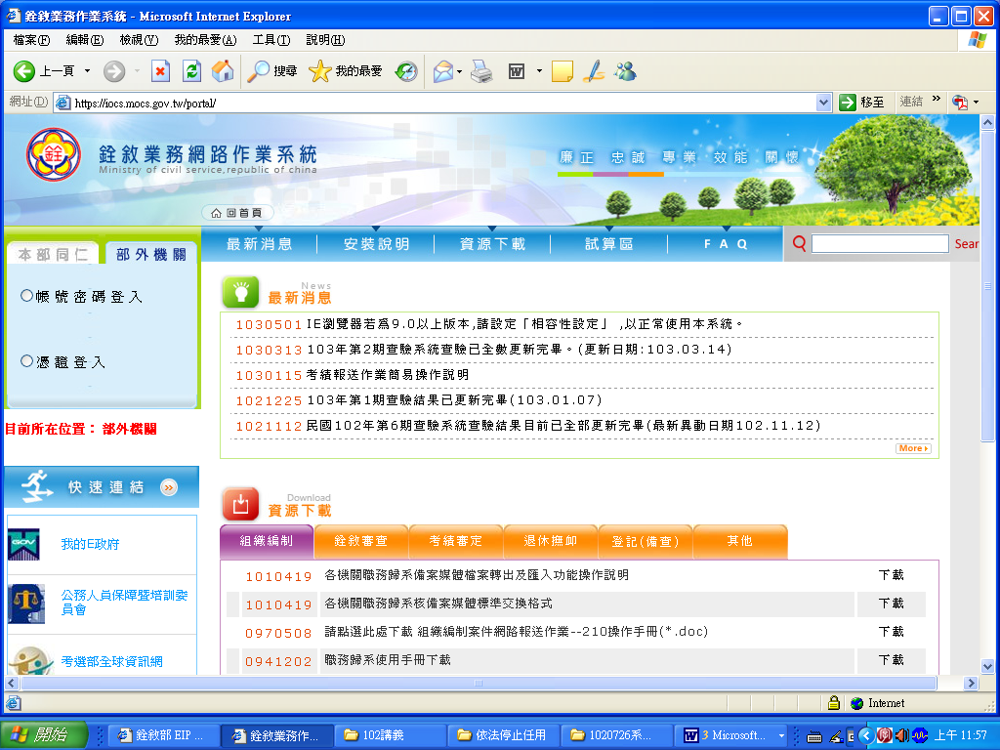 銓敘業務作業系統 - Microsoft Internet Explorer
檔案(F) 編輯(E) 檢視(V) 我的最愛(A) 工具(T) 說明(H)
上一頁 搜尋 我的最愛
網址(D) https://iocs.mocs.gov.tw/portal/ 移至 連結 »
銓敘業務網路作業系統
Ministry of civil service,republic of china
廉正 忠誠 專業 效能 關懷
回首頁
本部同仁 部外機關
最新消息 安裝說明 資源下載 試算區 FAQ Sear
帳號密碼登入
憑證登入
目前所在位置： 部外機關
快速連結
GOV 我的E政府
公務人員保障暨培訓委員會
考選部全球資訊網
News
最新消息
1030501 IE瀏覽器若為9.0以上版本,請設定「相容性設定」 ,以正常使用本系統。
1030313 103年第2期查驗系統查驗已全數更新完畢。(更新日期:103.03.14)
1030115 考績報送作業簡易操作說明
1021225 103年第1期查驗結果已更新完畢(103.01.07)
1021112 民國102年第6期查驗系統查驗結果目前已全部更新完畢(最新異動日期102.11.12)
More
Download
資源下載
組織編制 銓敘審查 考績審定 退休撫卹 登記(備查) 其他
1010419 各機關職務歸系備案媒體檔案轉出及匯入功能操作說明 下載
1010419 各機關職務歸系核備案媒體標準交換格式 下載
0970508 請點選此處下載 組織編制案件網路報送作業--210操作手冊(*.doc) 下載
0941202 職務歸系使用手冊下載 下載
Internet
開始 銓敘部 EIP ... 銓敘業務作... 102講義 依法停止任用 1020726系... 3 Microsoft... 上午 11:57